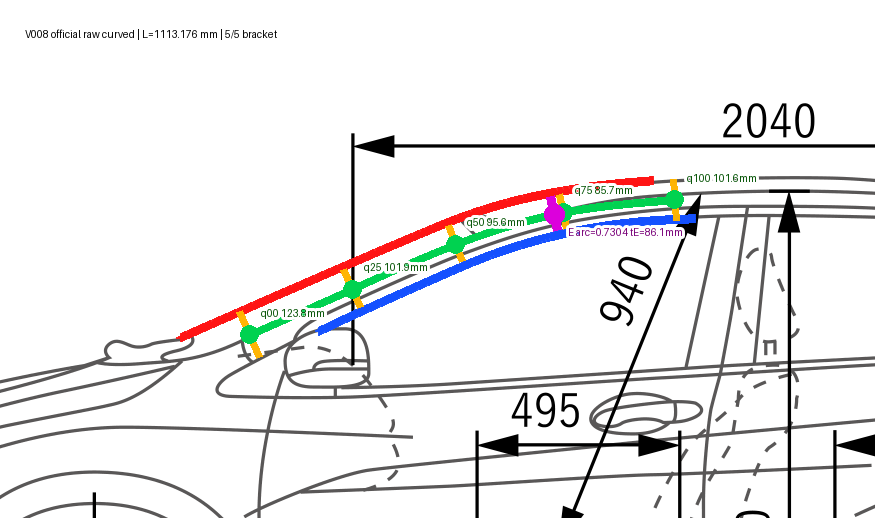 V008 official raw curved | L=1113.176 mm | 5/5 bracket
2040
q100 101.6mm
q75 85.7mm
q50 95.6mm
Earc=0.7304 tE=86.1mm
q25 101.9mm
940
q00 123.8mm
495
0